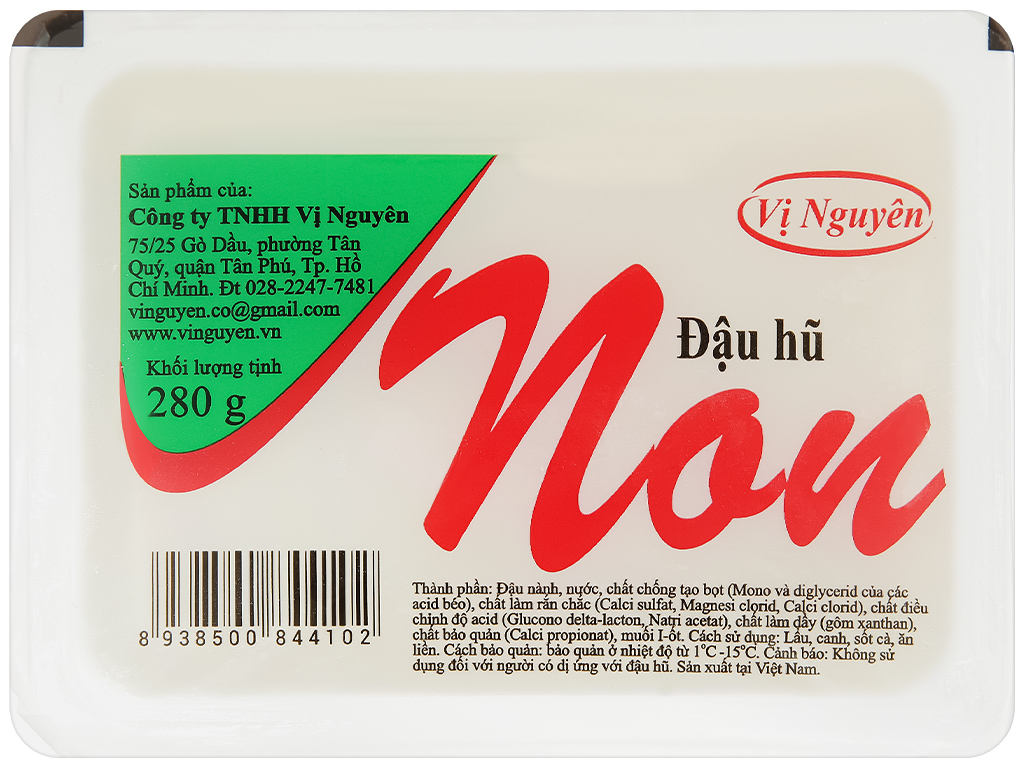 Sản phẩm của:
Công ty TNHH Vị Nguyên
75/25 Gò Dầu, phường Tân
Quý, quận Tân Phú, Tp. Hồ
Chí Minh. Đt 028-2247-7481
vinguyen.co@gmail.com
www.vinguyen.vn
Khối lượng tịnh
280 g
Vị Nguyên
Đậu hũ
Non
8 938500 844102
Thành phần: Đậu nành, nước, chất chống tạo bọt (Mono và diglycerid của các
acid béo), chất làm rắn chắc (Calci sulfat, Magnesi clorid, Calci clorid), chất điều
chỉnh độ acid (Glucono delta-lacton, Natri acetat), chất làm dầy (gôm xanthan),
chất bảo quản (Calci propionat), muối I-ốt. Cách sử dụng: Lẩu, canh, sốt cà, ăn
liền. Cách bảo quản: bảo quản ở nhiệt độ từ 1°C -15°C. Cảnh báo: Không sử
dụng đối với người có dị ứng với đậu hũ. Sản xuất tại Việt Nam.